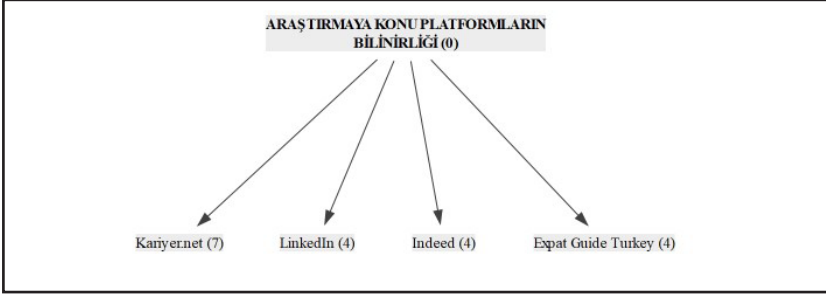 ARAŞTIRMAYA KONU PLATFORMLARIN
BİLİNİRLİĞİ (0)
Kariyer.net (7) LinkedIn (4) Indeed (4) Expat Guide Turkey (4)